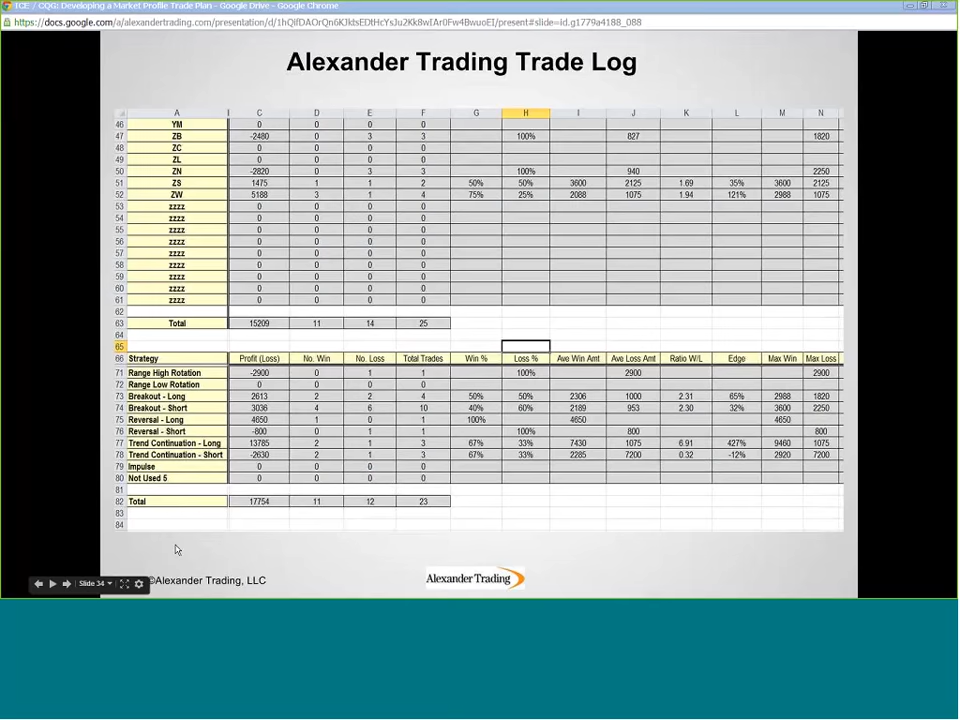 ICE / CQG: Developing a Market Profile Trade Plan - Google Drive - Google Chrome
https://docs.google.com/a/alexandertrading.com/presentation/d/1hQIfDAOrQn6KJktsEDtHcYsJu2Kk8wIAr0Fw4BwuoEI/present#slide=id.g1779a4188_088
Alexander Trading Trade Log
A I C D E F G H I J K L M N
46 YM 0 0 0
47 ZB -2480 0 3 3 100% 827 1820
48 ZC 0 0 0 0
49 ZL 0 0 0 0
50 ZN -2820 0 3 3 100% 940 2250
51 ZS 1475 1 1 2 50% 50% 3600 2125 1.69 35% 3600 2125
52 ZW 5188 3 1 4 75% 25% 2088 1075 1.94 121% 2988 1075
53 zzzz 0 0 0 0
54 zzzz 0 0 0 0
55 zzzz 0 0 0 0
56 zzzz 0 0 0 0
57 zzzz 0 0 0 0
58 zzzz 0 0 0 0
59 zzzz 0 0 0 0
60 zzzz 0 0 0 0
61 zzzz 0 0 0 0
62
63 Total 15209 11 14 25
64
65
66 Strategy Profit (Loss) No. Win No. Loss Total Trades Win % Loss % Ave Win Amt Ave Loss Amt Ratio W/L Edge Max Win Max Loss
71 Range High Rotation -2900 0 1 1 100% 2900 2900
72 Range Low Rotation 0 0 0 0
73 Breakout - Long 2613 2 2 4 50% 50% 2306 1000 2.31 65% 2988 1820
74 Breakout - Short 3036 4 6 10 40% 60% 2189 953 2.30 32% 3600 2250
75 Reversal - Long 4650 1 0 1 100% 4650 4650
76 Reversal - Short -800 0 1 1 100% 800 800
77 Trend Continuation - Long 13785 2 1 3 67% 33% 7430 1075 6.91 427% 9460 1075
78 Trend Continuation - Short -2630 2 1 3 67% 33% 2285 7200 0.32 -12% 2920 7200
79 Impulse 0 0 0 0
80 Not Used 5 0 0 0 0
81
82 Total 17754 11 12 23
83
84
Slide 34
©Alexander Trading, LLC
Alexander Trading